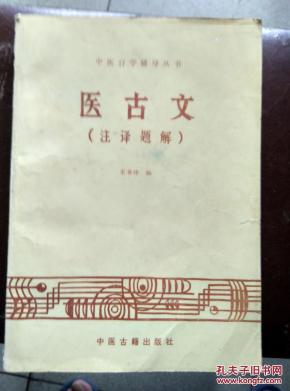 中医自学辅导丛书
医古文
(注译题解)
编
中医古籍出版社
孔夫子旧书网